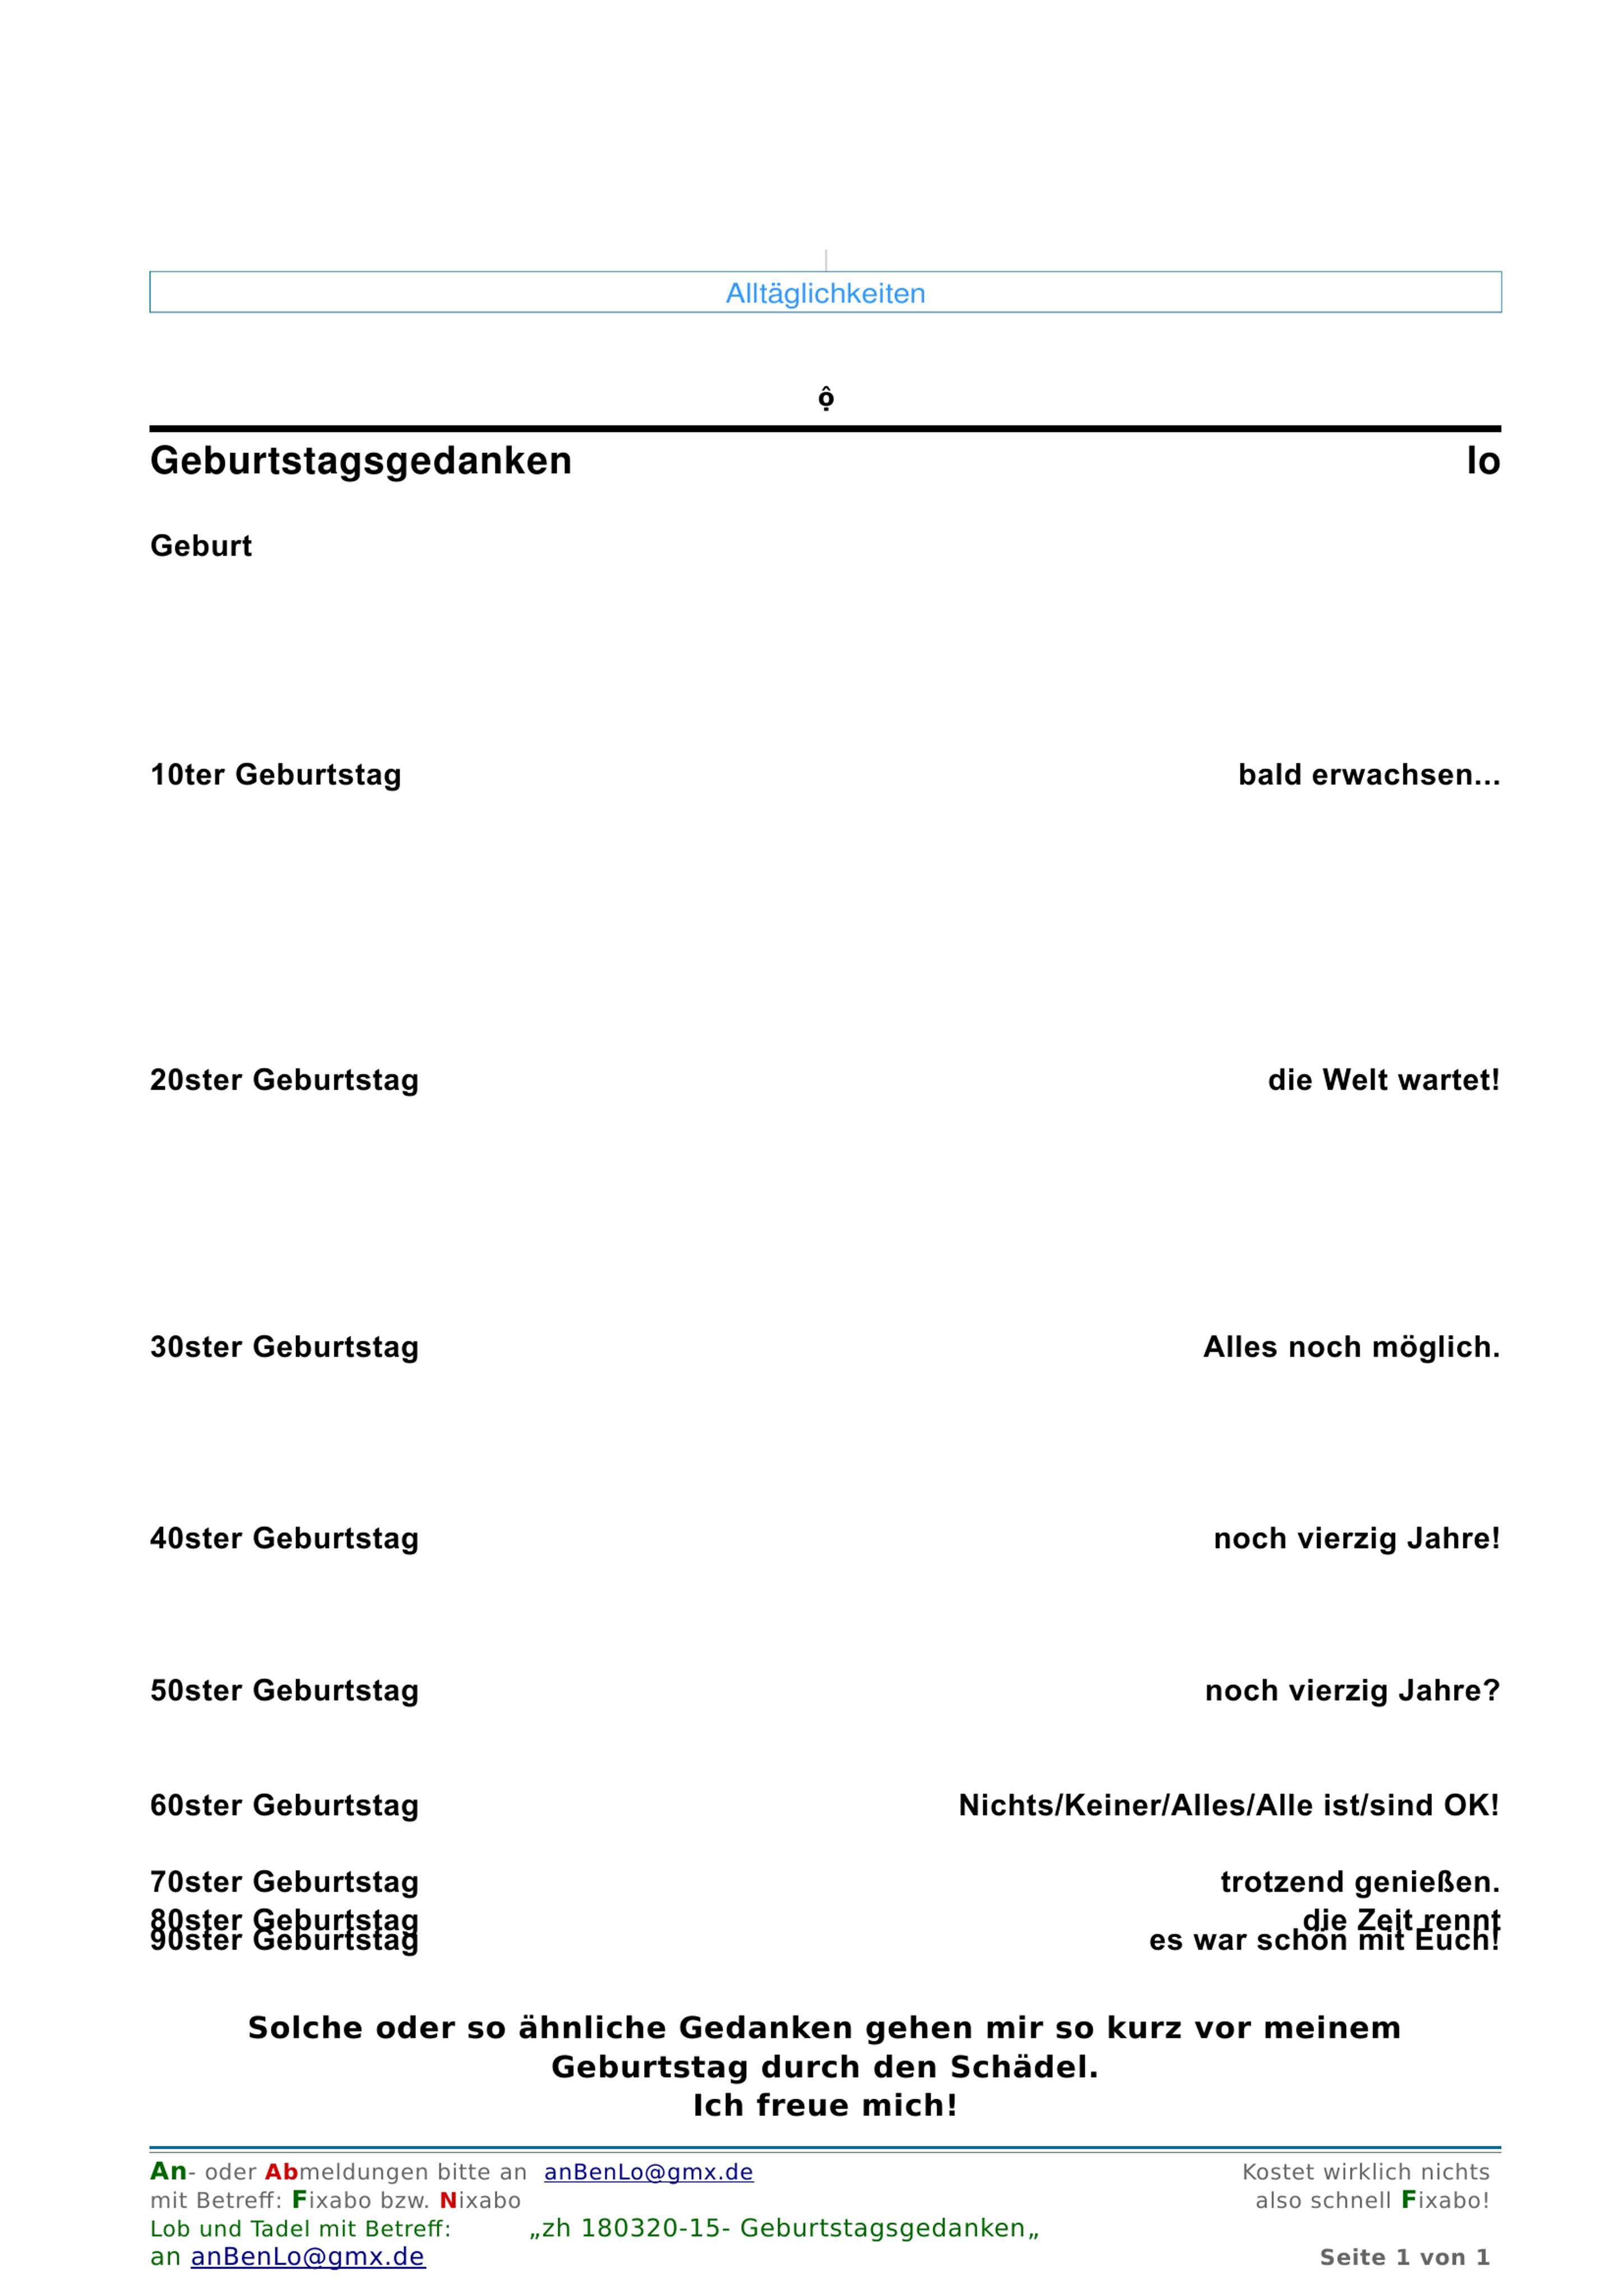 Alltäglichkeiten
ộ
Geburtstagsgedanken lo
Geburt
10ter Geburtstag bald erwachsen...
20ster Geburtstag die Welt wartet!
30ster Geburtstag Alles noch möglich.
40ster Geburtstag noch vierzig Jahre!
50ster Geburtstag noch vierzig Jahre?
60ster Geburtstag Nichts/Keiner/Alles/Alle ist/sind OK!
70ster Geburtstag trotzend genießen.
80ster Geburtstag die Zeit rennt
90ster Geburtstag es war schön mit Euch!
Solche oder so ähnliche Gedanken gehen mir so kurz vor meinem
Geburtstag durch den Schädel.
Ich freue mich!
An- oder Abmeldungen bitte an anBenLo@gmx.de Kostet wirklich nichts
mit Betreff: Fixabo bzw. Nixabo also schnell Fixabo!
Lob und Tadel mit Betreff: „zh 180320-15- Geburtstagsgedanken„
an anBenLo@gmx.de Seite 1 von 1